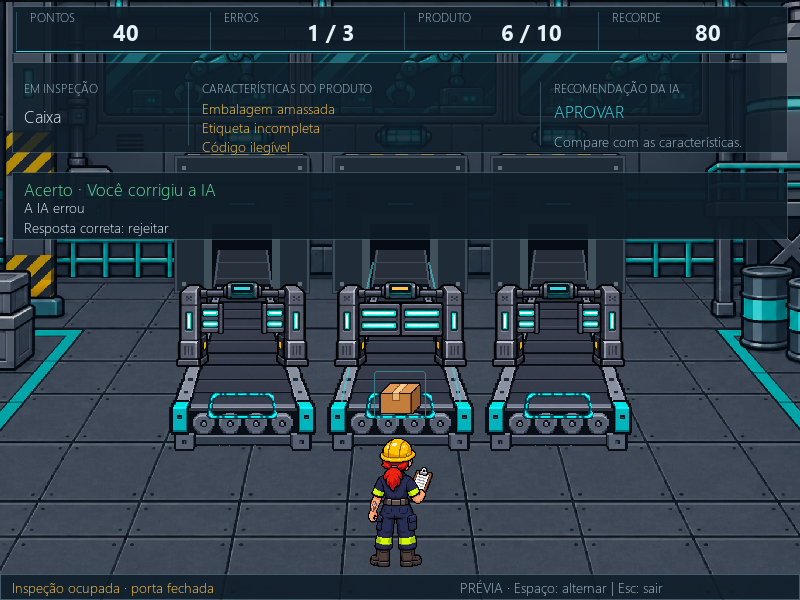 PONTOS
40
ERROS
1 / 3
PRODUTO
6 / 10
RECORDE
80
EM INSPEÇÃO
Caixa
CARACTERÍSTICAS DO PRODUTO
Embalagem amassada
Etiqueta incompleta
Código ilegível
RECOMENDAÇÃO DA IA
APROVAR
Compare com as características.
Acerto · Você corrigiu a IA
A IA errou
Resposta correta: rejeitar
Inspeção ocupada · porta fechada
PRÉVIA · Espaço: alternar | Esc: sair